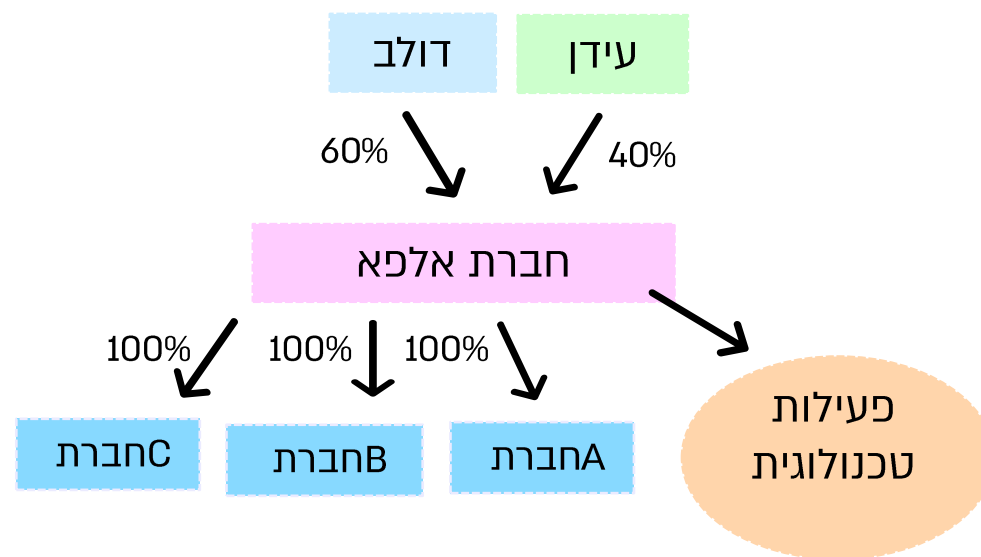 עידן
דולב
40%
60%
חברת אלפא
100%
100%
100%
פעילות
טכנולוגית
חברתA
חברתB
חברתC